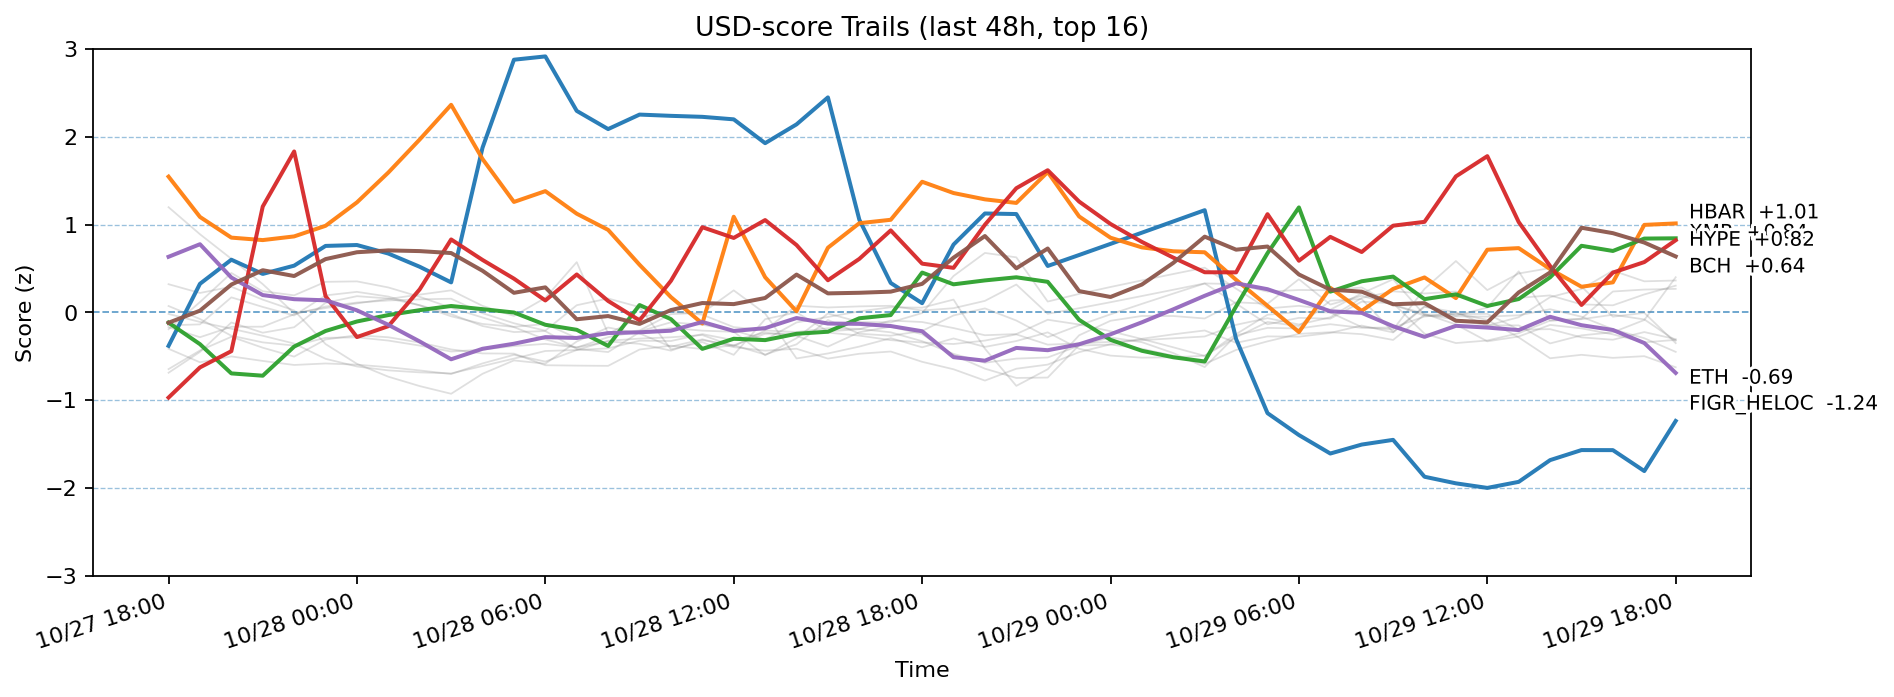 USD-score Trails (last 48h, top 16)
Score (z)
3
2
1
0
−1
−2
−3
HBAR +1.01
HYPE +0.82
BCH +0.64
ETH -0.69
FIGR_HELOC -1.24
10/27 18:00
10/28 00:00
10/28 06:00
10/28 12:00
10/28 18:00
10/29 00:00
10/29 06:00
10/29 12:00
10/29 18:00
Time